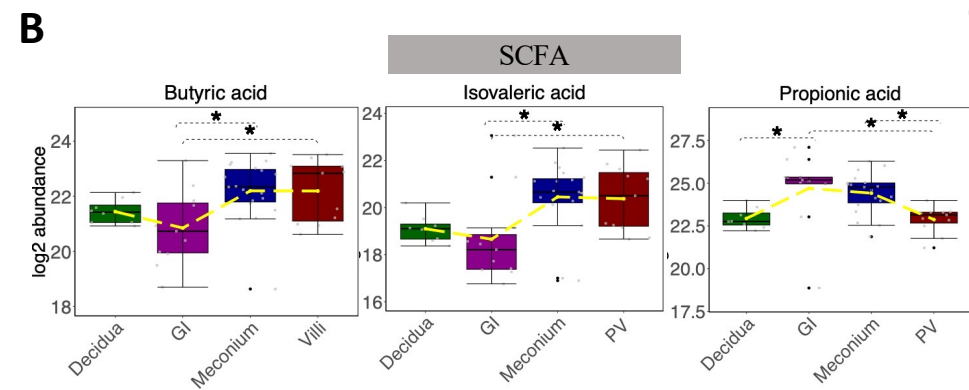 B
SCFA
Butyric acid
Isovaleric acid
Propionic acid
log2 abundance
24
22
20
18
24
22
20
18
16
27.5
25.0
22.5
20.0
17.5
*
*
*
*
*
*
*
Decidua
GI
Meconium
Villi
Decidua
GI
Meconium
PV
Decidua
GI
Meconium
PV